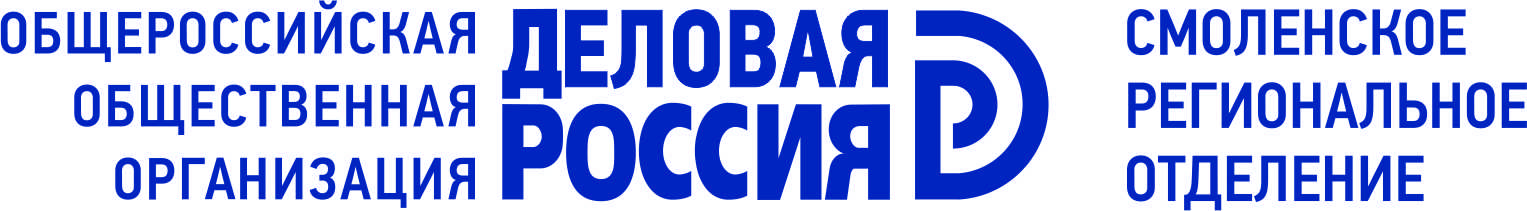 ОБЩЕРОССИЙСКАЯ
ОБЩЕСТВЕННАЯ
ОРГАНИЗАЦИЯ
ДЕЛОВАЯ
РОССИЯ
СМОЛЕНСКОЕ
РЕГИОНАЛЬНОЕ
ОТДЕЛЕНИЕ